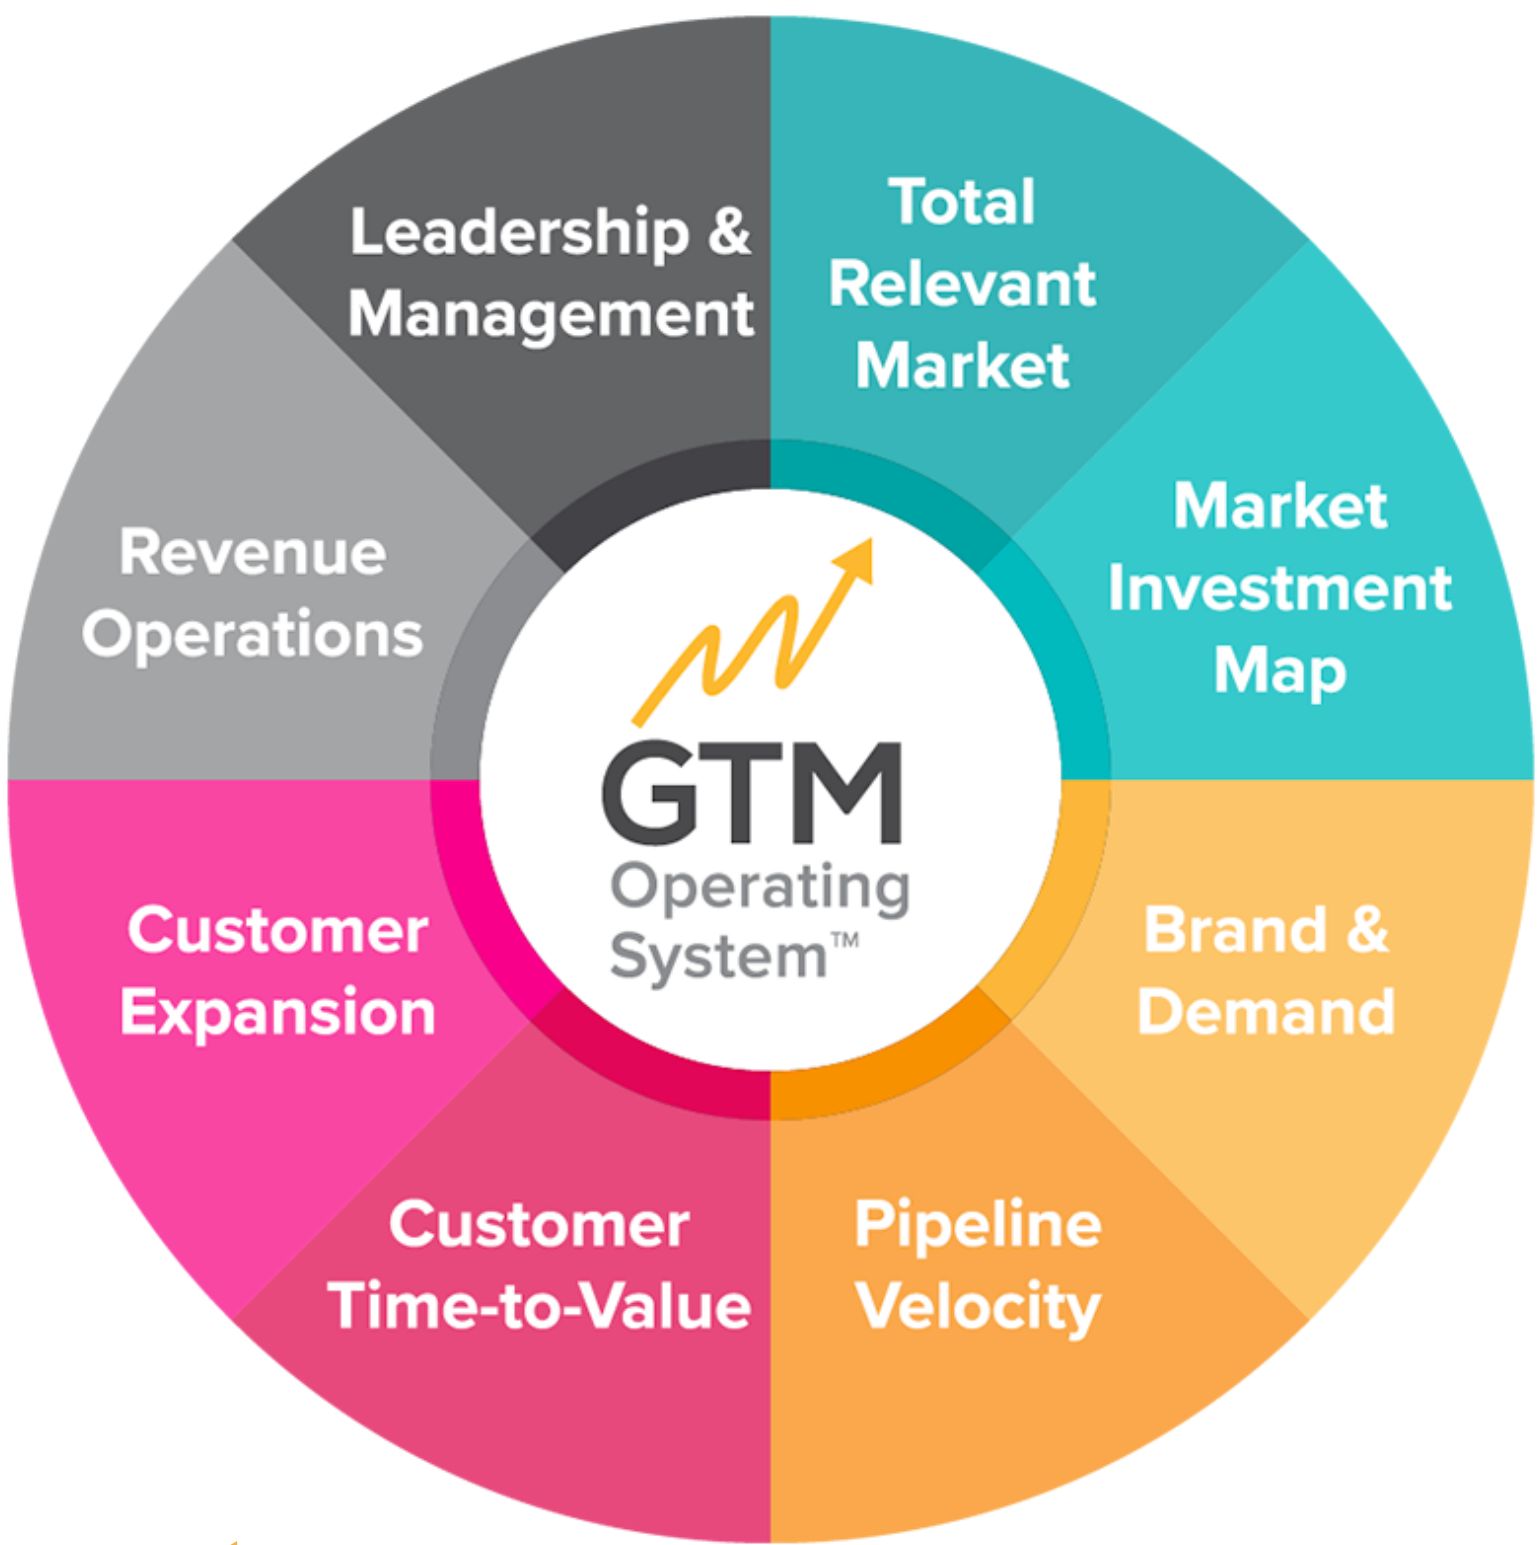 Leadership &
Management
Total
Relevant
Market
Market
Investment
Map
Brand &
Demand
Pipeline
Velocity
Customer
Time-to-Value
Customer
Expansion
Revenue
Operations
GTM
Operating
System™